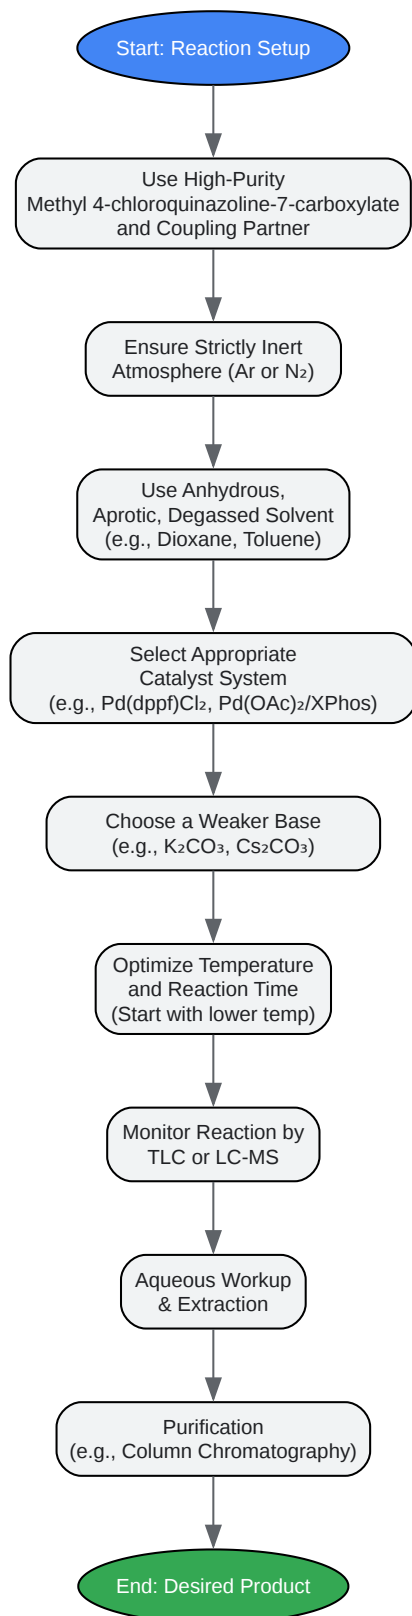 Start: Reaction Setup
Use High-Purity
Methyl 4-chloroquinazoline-7-carboxylate
and Coupling Partner
Ensure Strictly Inert
Atmosphere (Ar or N₂)
Use Anhydrous,
Aprotic, Degassed Solvent
(e.g., Dioxane, Toluene)
Select Appropriate
Catalyst System
(e.g., Pd(dppf)Cl₂, Pd(OAc)₂/XPhos)
Choose a Weaker Base
(e.g., K₂CO₃, Cs₂CO₃)
Optimize Temperature
and Reaction Time
(Start with lower temp)
Monitor Reaction by
TLC or LC-MS
Aqueous Workup
& Extraction
Purification
(e.g., Column Chromatography)
End: Desired Product